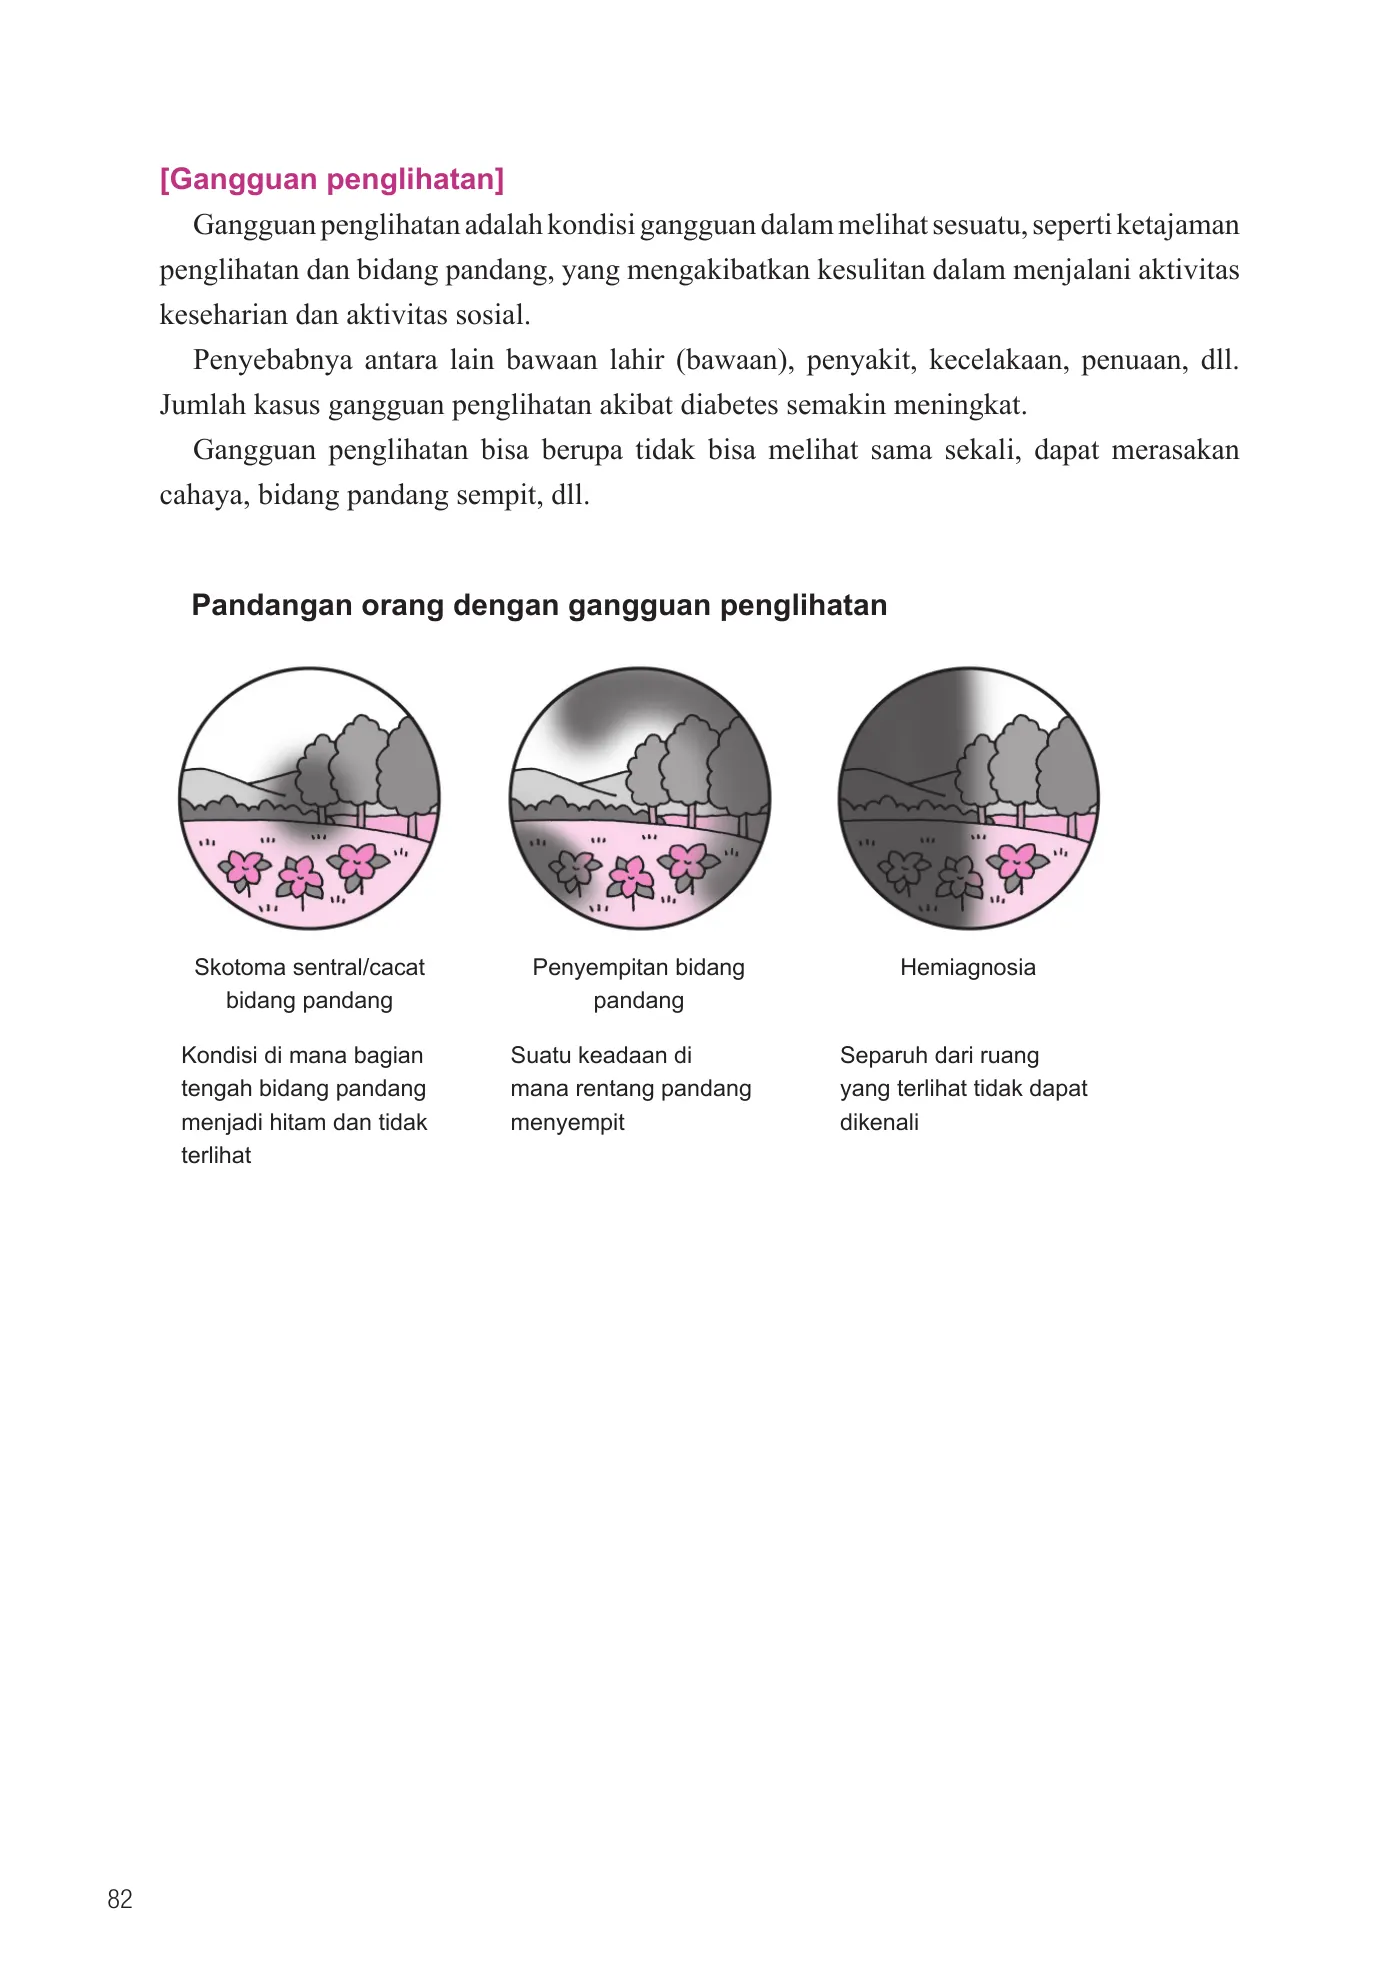 [Gangguan penglihatan]
Gangguan penglihatan adalah kondisi gangguan dalam melihat sesuatu, seperti ketajaman
penglihatan dan bidang pandang, yang mengakibatkan kesulitan dalam menjalani aktivitas
keseharian dan aktivitas sosial.
Penyebabnya antara lain bawaan lahir (bawaan), penyakit, kecelakaan, penuaan, dll.
Jumlah kasus gangguan penglihatan akibat diabetes semakin meningkat.
Gangguan penglihatan bisa berupa tidak bisa melihat sama sekali, dapat merasakan
cahaya, bidang pandang sempit, dll.
Pandangan orang dengan gangguan penglihatan
Skotoma sentral/cacat
bidang pandang
Kondisi di mana bagian
tengah bidang pandang
menjadi hitam dan tidak
terlihat
Penyempitan bidang
pandang
Suatu keadaan di
mana rentang pandang
menyempit
Hemiagnosia
Separuh dari ruang
yang terlihat tidak dapat
dikenali
82